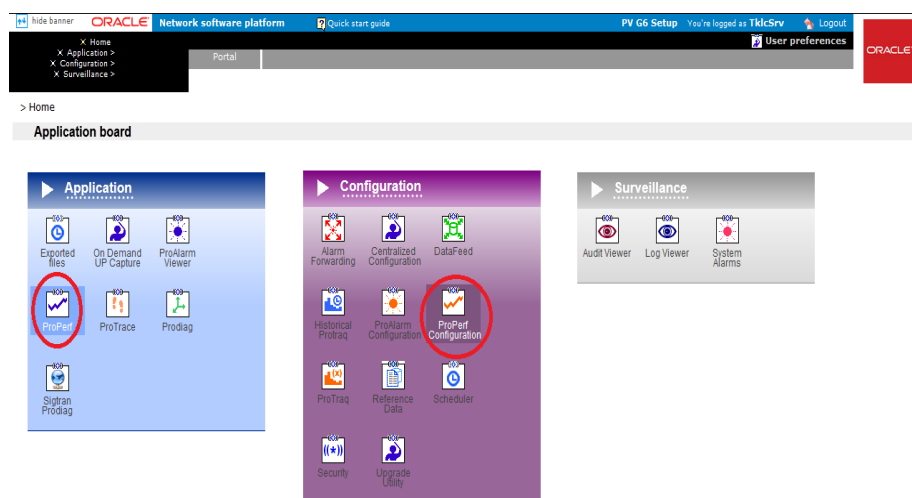 hide banner ORACLE Network software platform Quick start guide PV G6 Setup You're logged as TklcSrv Logout
User preferences
ORACLE
Home
Application >
Configuration >
Surveillance >
Portal
> Home
Application board
Application
Exported files
On Demand UP Capture
ProAlarm Viewer
ProPerf
ProTrace
Prodiag
Sigtran Prodiag
Configuration
Alarm Forwarding
Centralized Configuration
DataFeed
Historical Protraq
ProAlarm Configuration
ProPerf Configuration
ProTraq
Reference Data
Scheduler
Security
Upgrade Utility
Surveillance
Audit Viewer
Log Viewer
System Alarms